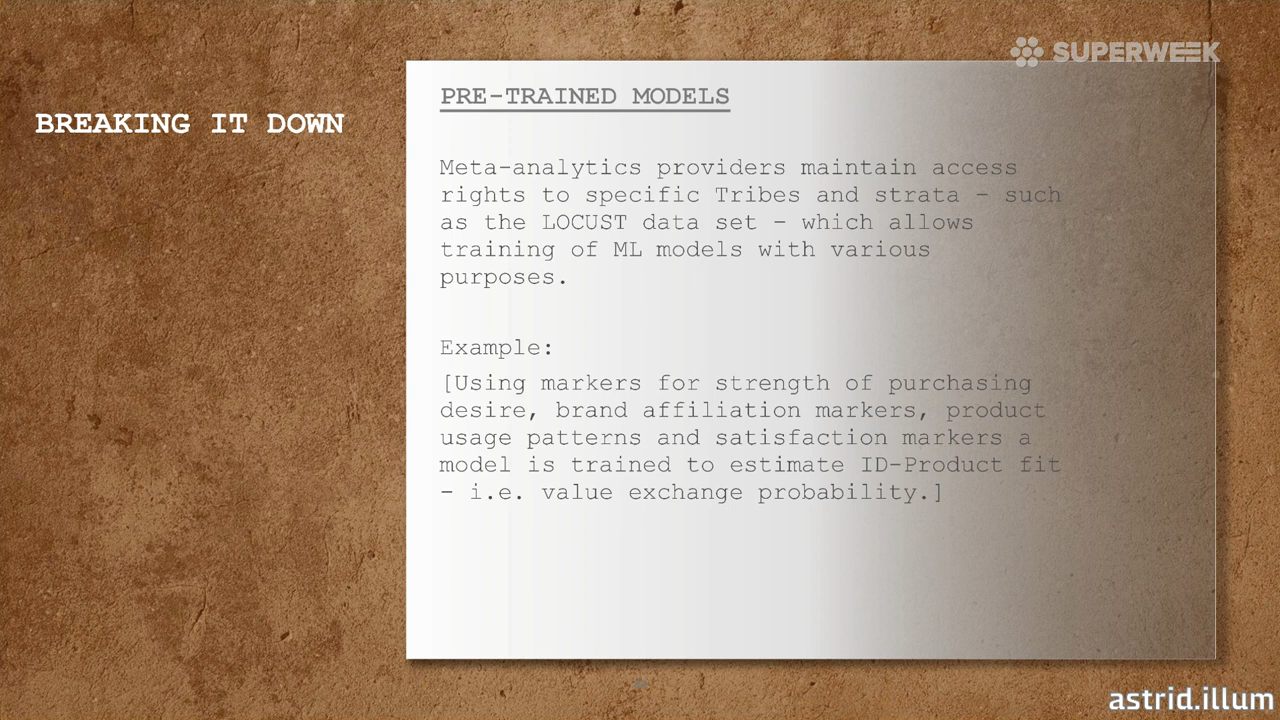 SUPERWEEK
BREAKING IT DOWN
PRE-TRAINED MODELS
Meta-analytics providers maintain access
rights to specific Tribes and strata – such
as the LOCUST data set – which allows
training of ML models with various
purposes.
Example:
[Using markers for strength of purchasing
desire, brand affiliation markers, product
usage patterns and satisfaction markers a
model is trained to estimate ID-Product fit
– i.e. value exchange probability.]
astrid.illum